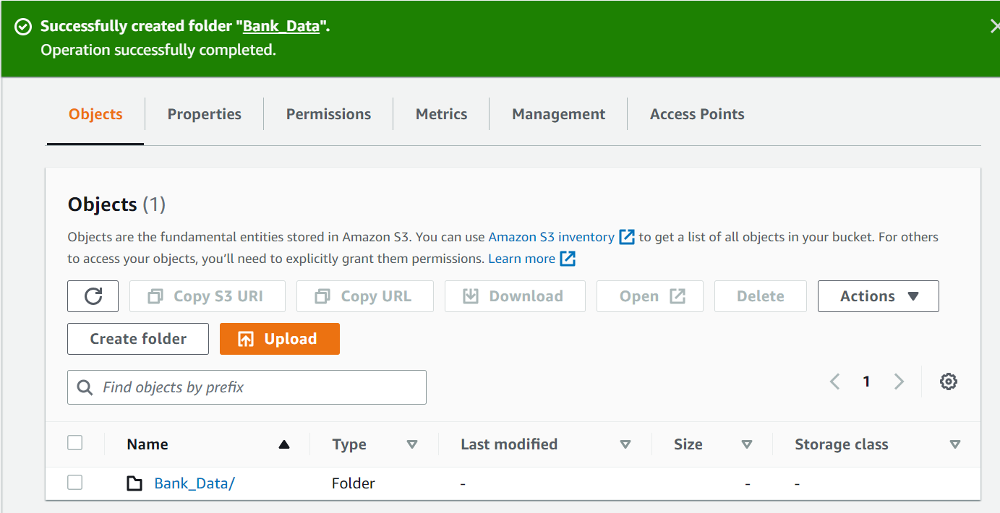 Successfully created folder "Bank_Data".
Operation successfully completed.
Objects Properties Permissions Metrics Management Access Points
Objects (1)
Objects are the fundamental entities stored in Amazon S3. You can use Amazon S3 inventory to get a list of all objects in your bucket. For others
to access your objects, you'll need to explicitly grant them permissions. Learn more
Copy S3 URI Copy URL Download Open Delete Actions
Create folder Upload
Find objects by prefix 1
Name Type Last modified Size Storage class
Bank_Data/ Folder - - -